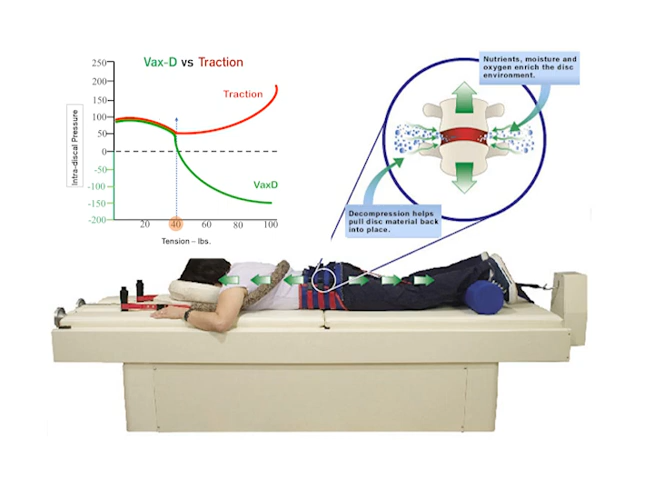 Vax-D vs Traction
250
200
150
100
50
0
-50
-100
-150
-200
Intra-discal Pressure
Traction
VaxD
20 40 60 80 100
Tension – lbs.
Nutrients, moisture and
oxygen enrich the disc
environment.
Decompression helps
pull disc material back
into place.